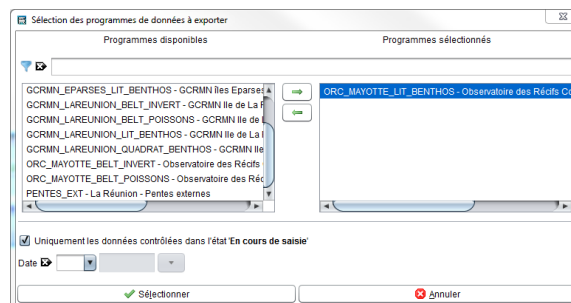 Sélection des programmes de données à exporter
Programmes disponibles
Programmes sélectionnés
GCRMN_EPARSES_LIT_BENTHOS - GCRMN îles Eparses
GCRMN_LAREUNION_BELT_INVERT - GCRMN Ile de La
GCRMN_LAREUNION_BELT_POISSONS - GCRMN Ile de
GCRMN_LAREUNION_LIT_BENTHOS - GCRMN Ile de La
GCRMN_LAREUNION_QUADRAT_BENTHOS - GCRMN Ile
ORC_MAYOTTE_BELT_INVERT - Observatoire des Récifs
ORC_MAYOTTE_BELT_POISSONS - Observatoire des Réc
PENTES_EXT - La Réunion - Pentes externes
ORC_MAYOTTE_LIT_BENTHOS - Observatoire des Récifs Co
Uniquement les données contrôlées dans l'état 'En cours de saisie'
Date
Sélectionner
Annuler